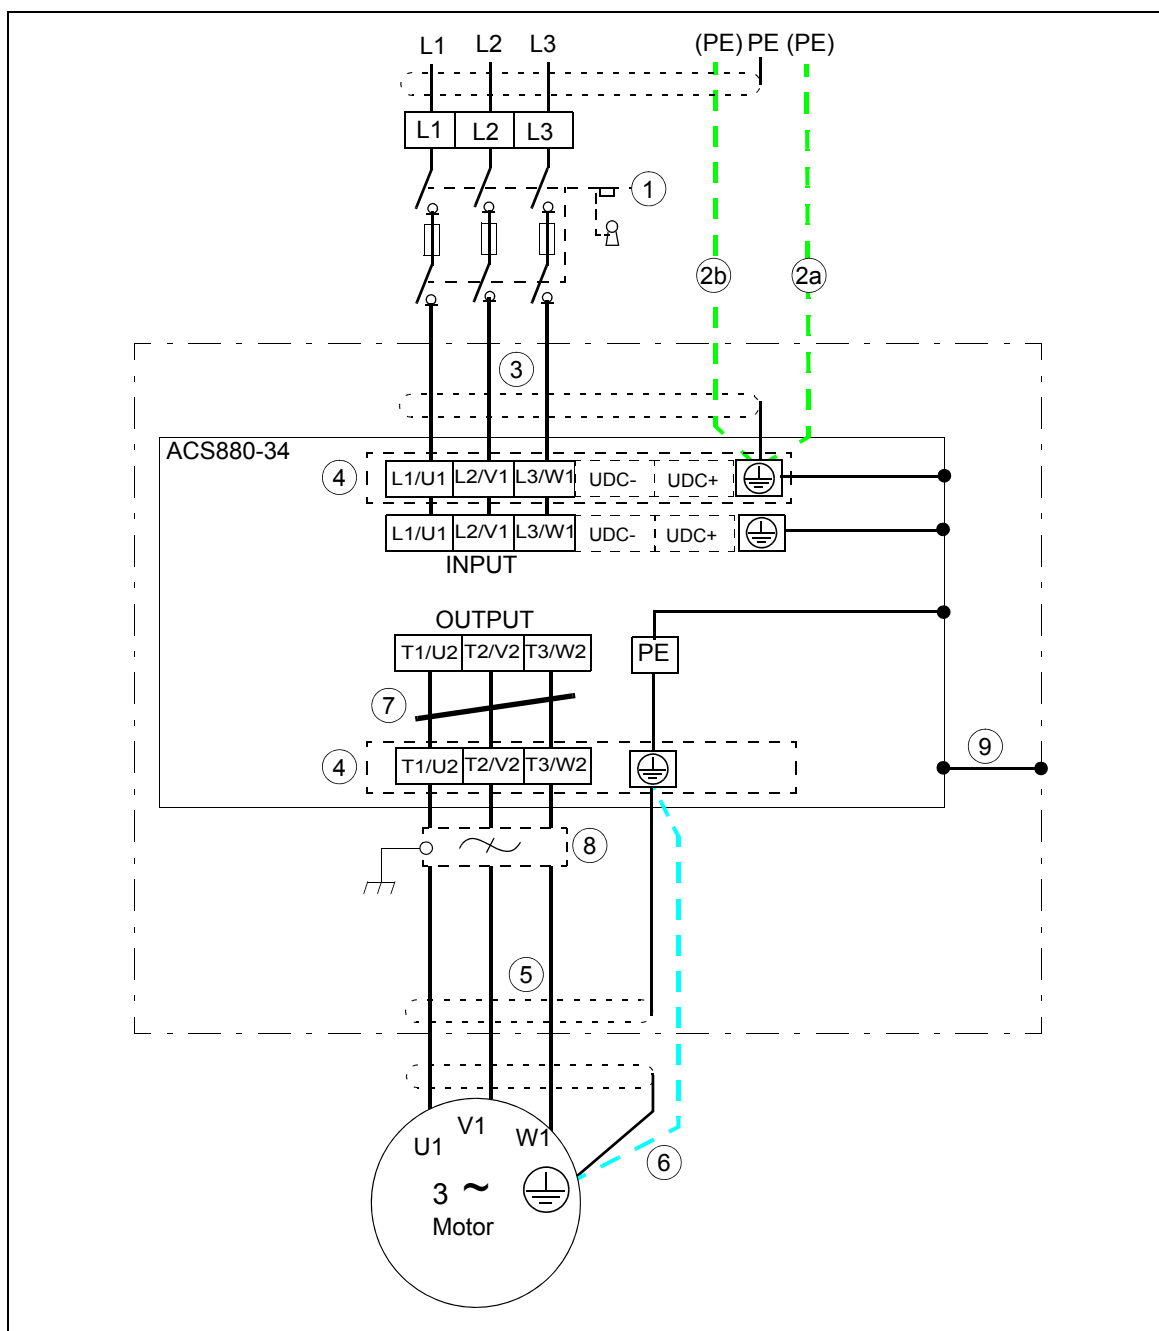 L1 L2 L3 (PE) PE (PE)
L1 L2 L3
1
2b 2a
3
ACS880-34
4 L1/U1 L2/V1 L3/W1 UDC- UDC+
L1/U1 L2/V1 L3/W1 UDC- UDC+
INPUT
OUTPUT
T1/U2 T2/V2 T3/W2 PE
7
9
4 T1/U2 T2/V2 T3/W2
8
5
U1 V1 W1
6
3 ~
Motor